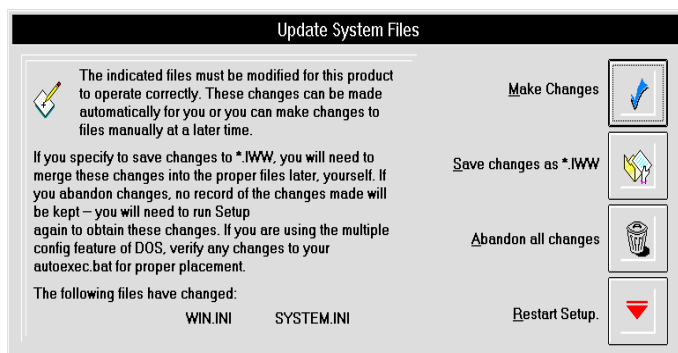 Update System Files
The indicated files must be modified for this product
to operate correctly. These changes can be made
automatically for you or you can make changes to
files manually at a later time.
If you specify to save changes to *.IWW, you will need to
merge these changes into the proper files later, yourself. If
you abandon changes, no record of the changes made will
be kept – you will need to run Setup
again to obtain these changes. If you are using the multiple
config feature of DOS, verify any changes to your
autoexec.bat for proper placement.
The following files have changed:
WIN.INI SYSTEM.INI
Make Changes
Save changes as *.IWW
Abandon all changes
Restart Setup.